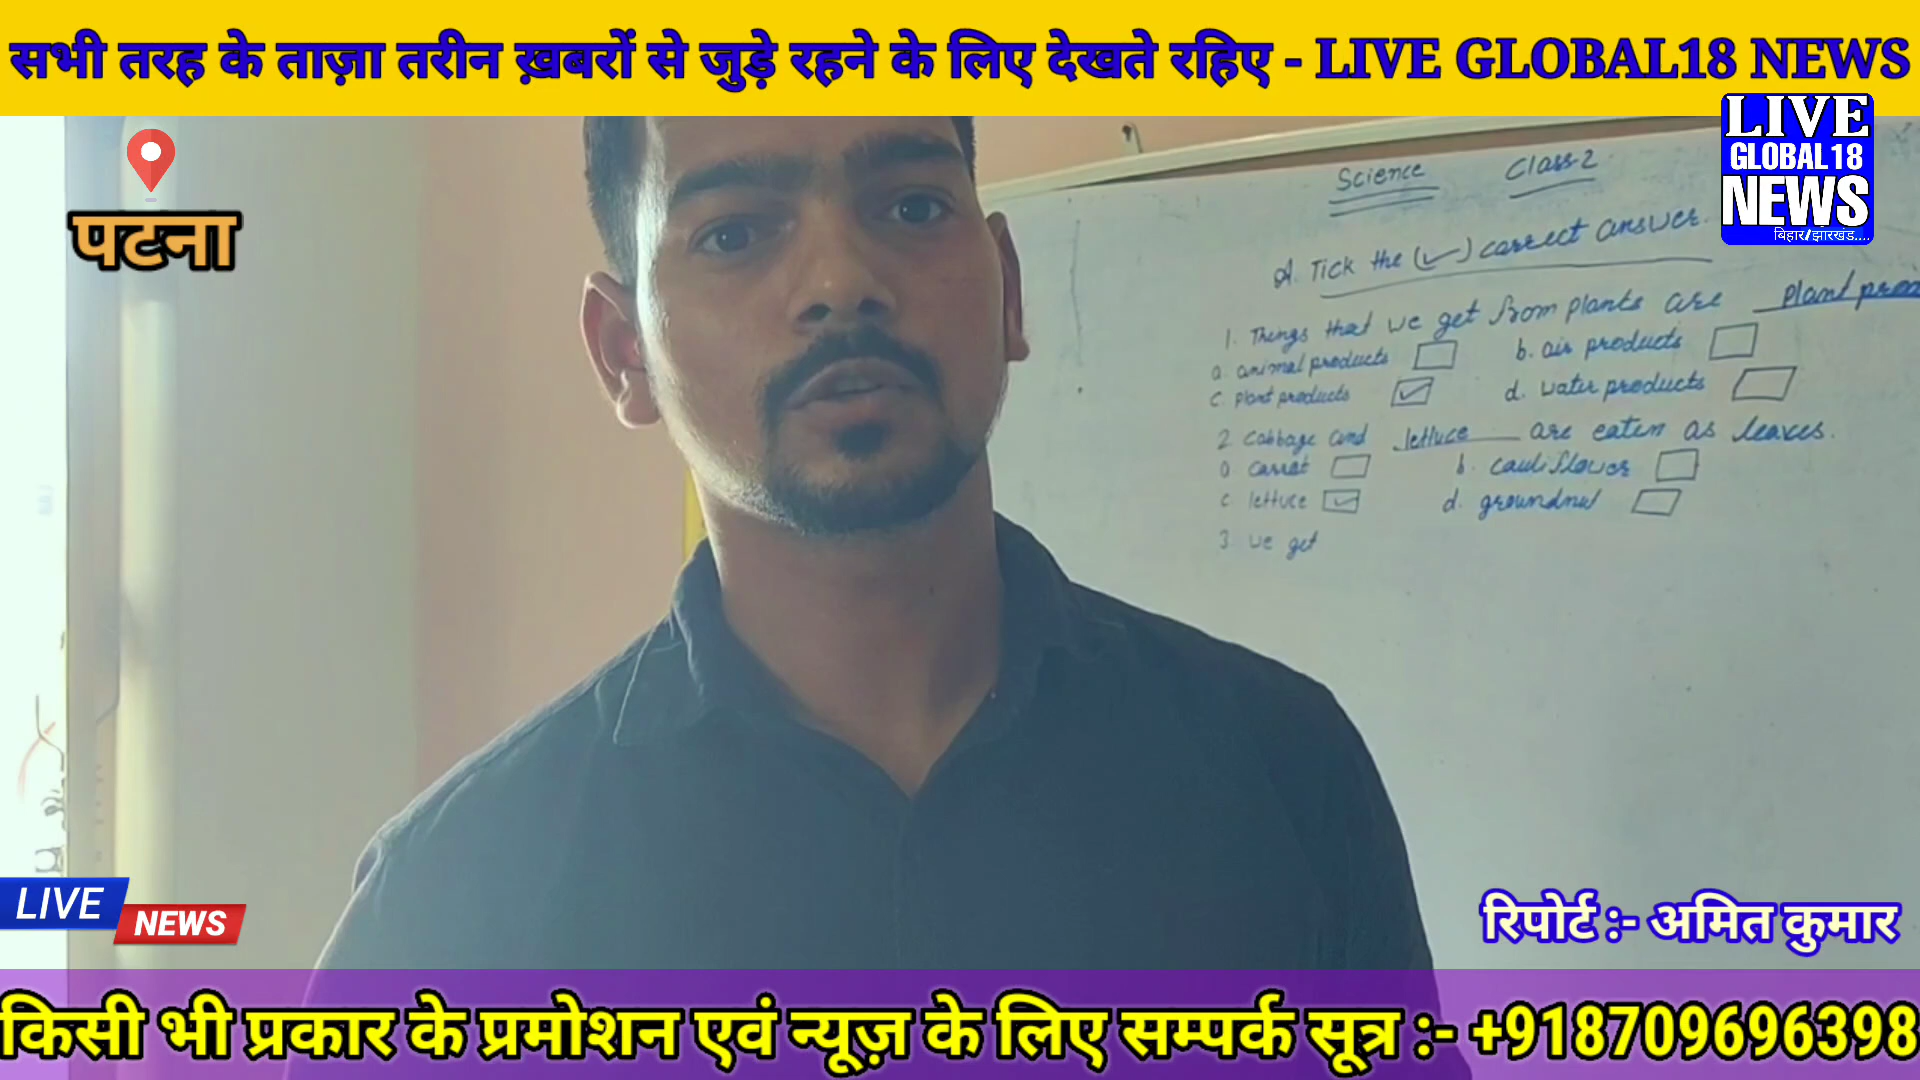 सभी तरह के ताज़ा तरीन ख़बरों से जुड़े रहने के लिए देखते रहिए - LIVE GLOBAL18 NEWS
LIVE
GLOBAL18
NEWS
बिहार/झारखंड....
पटना
Science Class-2
A. Tick the (✓) correct answer.
1. Things that we get from plants are plant
a. animal products b. air products
c. plant products ✓ d. water products
2. Cabbage and lettuce are eaten as leaves.
a. carrot b. cauliflower
c. lettuce ✓ d. groundnut
3. we get
LIVE
NEWS
रिपोर्ट :- अमित कुमार
किसी भी प्रकार के प्रमोशन एवं न्यूज़ के लिए सम्पर्क सूत्र :- +918709696398